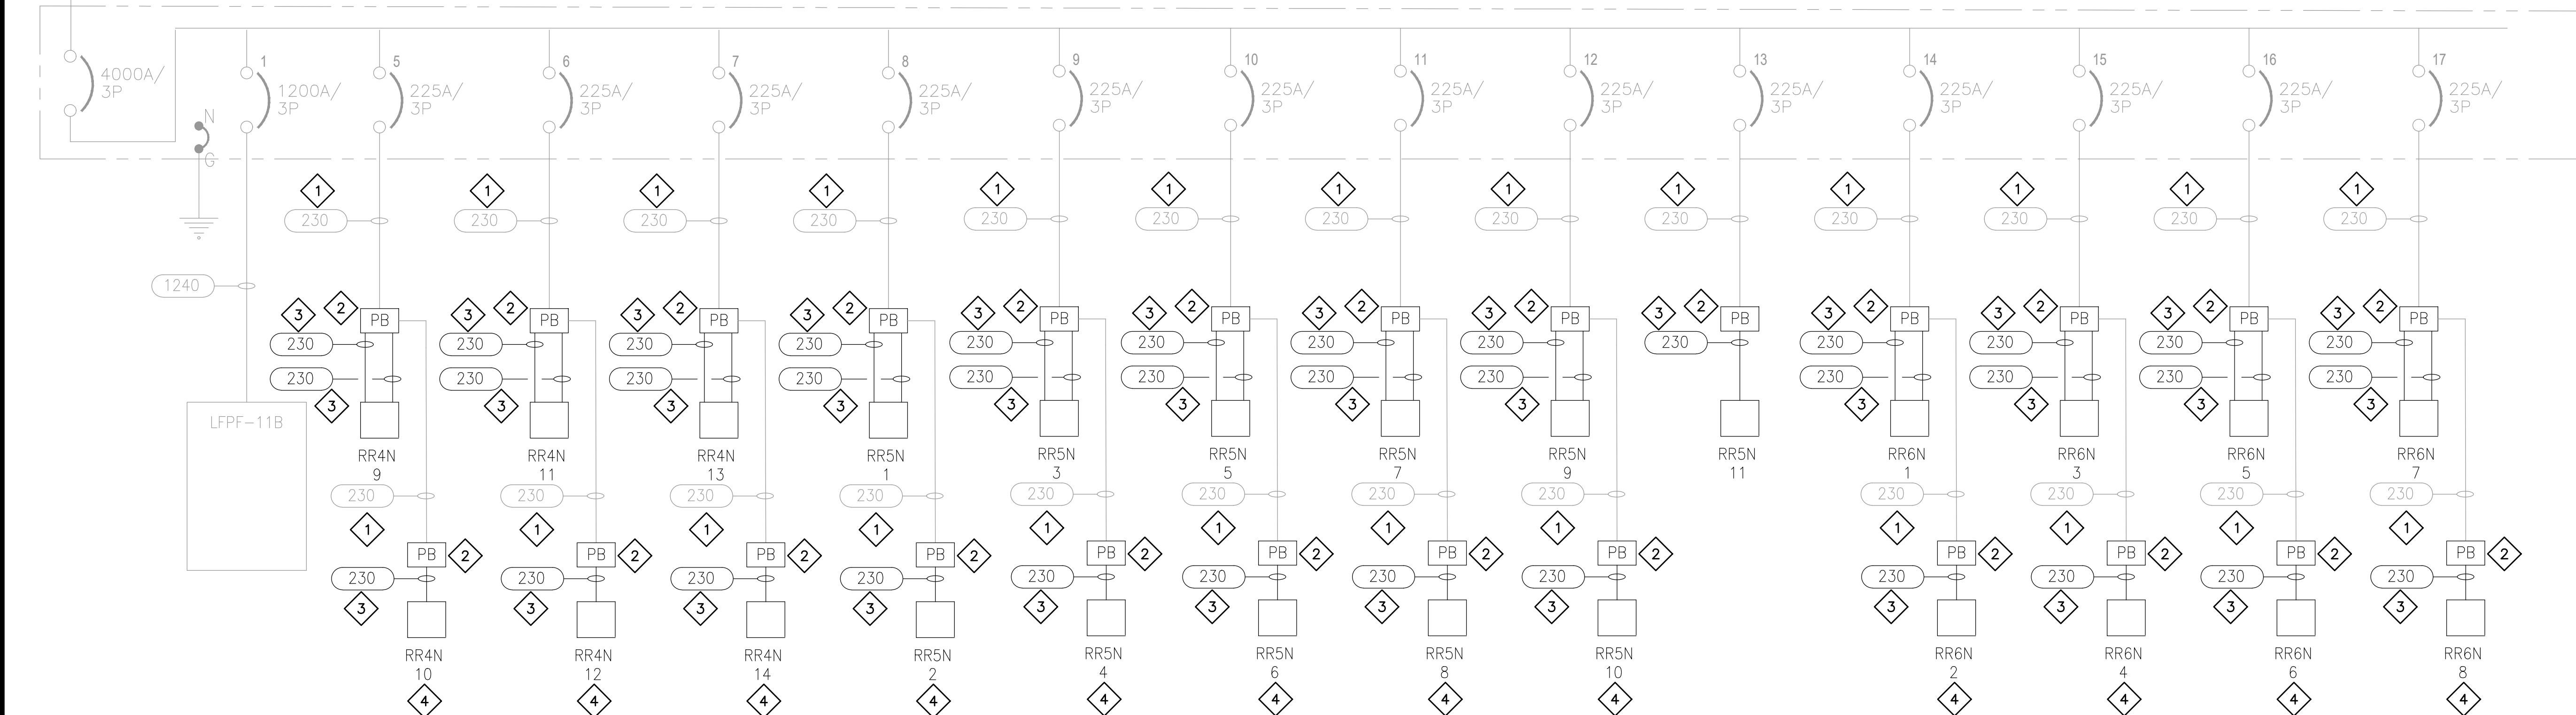 1 5 6 7 8 9 10 11 12 13 14 15 16 17
4000A/ 1200A/ 225A/ 225A/ 225A/ 225A/ 225A/ 225A/ 225A/ 225A/ 225A/ 225A/ 225A/ 225A/ 225A/
3P 3P 3P 3P 3P 3P 3P 3P 3P 3P 3P 3P 3P 3P 3P
N
G
1 1 1 1 1 1 1 1 1 1 1 1 1
230 230 230 230 230 230 230 230 230 230 230 230 230
1240
3 2 PB 3 2 PB 3 2 PB 3 2 PB 3 2 PB 3 2 PB 3 2 PB 3 2 PB 3 2 PB 3 2 PB 3 2 PB 3 2 PB 3 2 PB
230 230 230 230 230 230 230 230 230 230 230 230 230
230 230 230 230 230 230 230 230 230 230 230 230
3 3 3 3 3 3 3 3 3 3 3 3
LFPF-11B
RR4N RR4N RR4N RR5N RR5N RR5N RR5N RR5N RR5N RR6N RR6N RR6N RR6N
9 11 13 1 3 5 7 9 11 1 3 5 7
230 230 230 230 230 230 230 230 230 230 230 230
1 1 1 1 1 1 1 1 1 1 1 1
PB 2 PB 2 PB 2 PB 2 PB 2 PB 2 PB 2 PB 2 PB 2 PB 2 PB 2 PB 2
230 230 230 230 230 230 230 230 230 230 230 230
3 3 3 3 3 3 3 3 3 3 3 3
RR4N RR4N RR4N RR5N RR5N RR5N RR5N RR5N RR6N RR6N RR6N RR6N
10 12 14 2 4 6 8 10 2 4 6 8
4 4 4 4 4 4 4 4 4 4 4 4